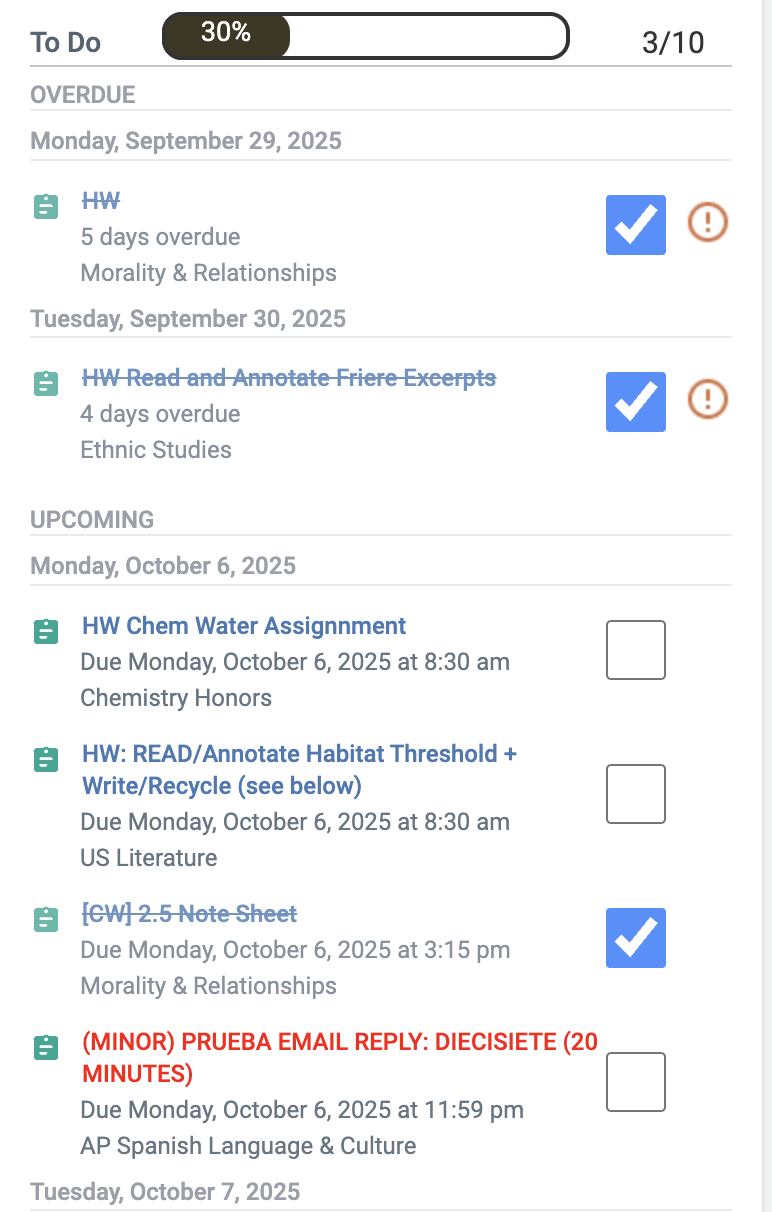 To Do
30%
3/10
OVERDUE
Monday, September 29, 2025
HW
5 days overdue
Morality & Relationships
Tuesday, September 30, 2025
HW Read and Annotate Friere Excerpts
4 days overdue
Ethnic Studies
UPCOMING
Monday, October 6, 2025
HW Chem Water Assignnment
Due Monday, October 6, 2025 at 8:30 am
Chemistry Honors
HW: READ/Annotate Habitat Threshold +
Write/Recycle (see below)
Due Monday, October 6, 2025 at 8:30 am
US Literature
[CW] 2.5 Note Sheet
Due Monday, October 6, 2025 at 3:15 pm
Morality & Relationships
(MINOR) PRUEBA EMAIL REPLY: DIECISIETE (20
MINUTES)
Due Monday, October 6, 2025 at 11:59 pm
AP Spanish Language & Culture
Tuesday, October 7, 2025